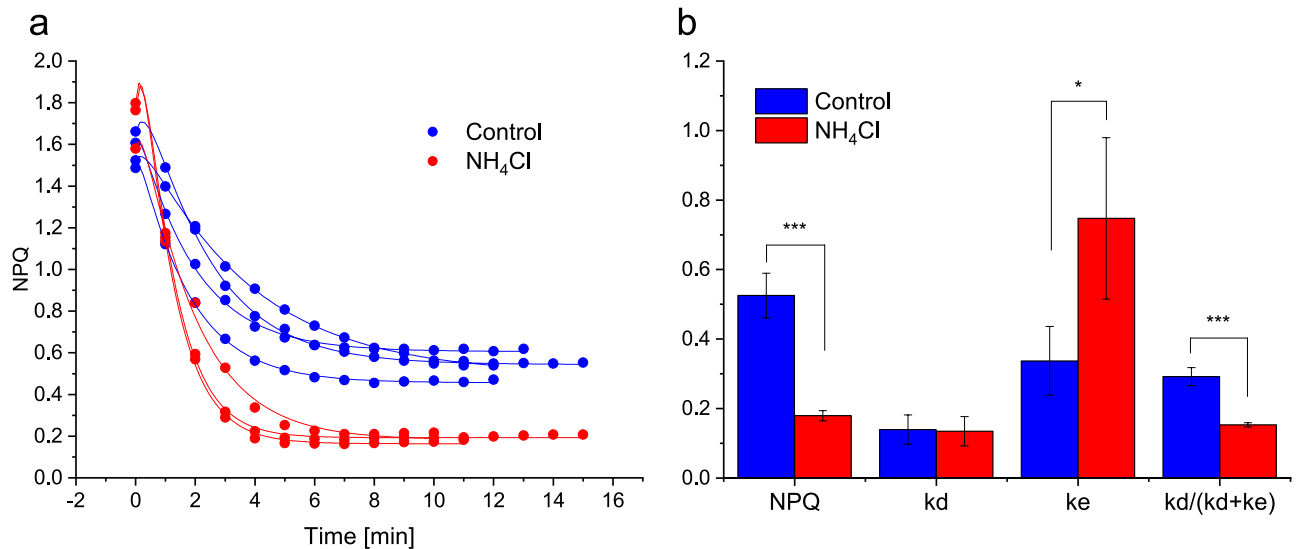 a
2.0
1.8
1.6
1.4
1.2
1.0
0.8
0.6
0.4
0.2
0.0
NPQ
-2 0 2 4 6 8 10 12 14 16
Time [min]
Control
NH₄Cl
b
1.2
1.0
0.8
0.6
0.4
0.2
0.0
Control
NH₄Cl
***
*
***
NPQ kd ke kd/(kd+ke)